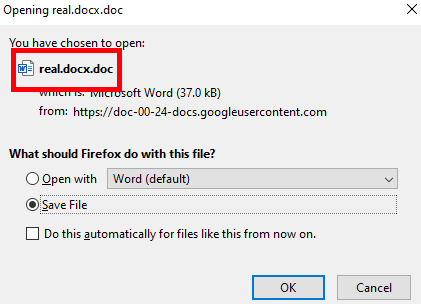 Opening real.docx.doc
You have chosen to open:
real.docx.doc
which is: Microsoft Word (37.0 kB)
from: https://doc-00-24-docs.googleusercontent.com
What should Firefox do with this file?
Open with Word (default)
Save File
Do this automatically for files like this from now on.
OK Cancel